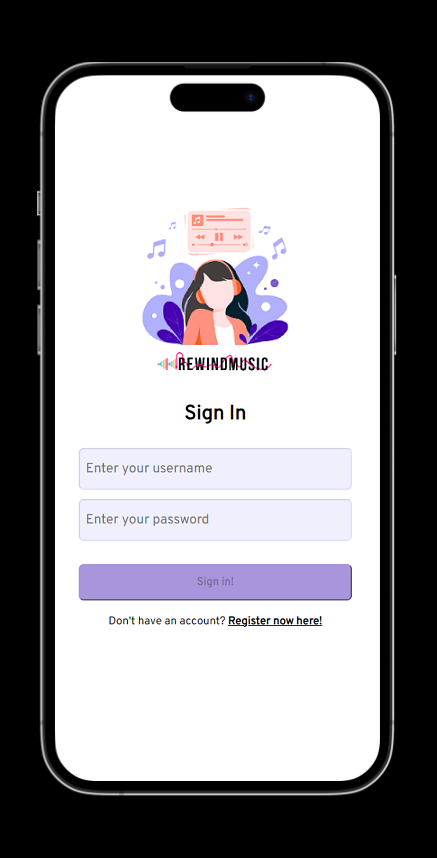 REWINDMUSIC
Sign In
Enter your username
Enter your password
Sign in!
Don't have an account? Register now here!